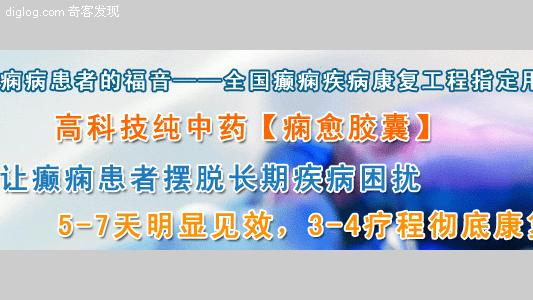 diglog.com 奇客发现
痫病患者的福音——全国癫痫疾病康复工程指定用
高科技纯中药【痫愈胶囊】
让癫痫患者摆脱长期疾病困扰
5-7天明显见效，3-4疗程彻底康复